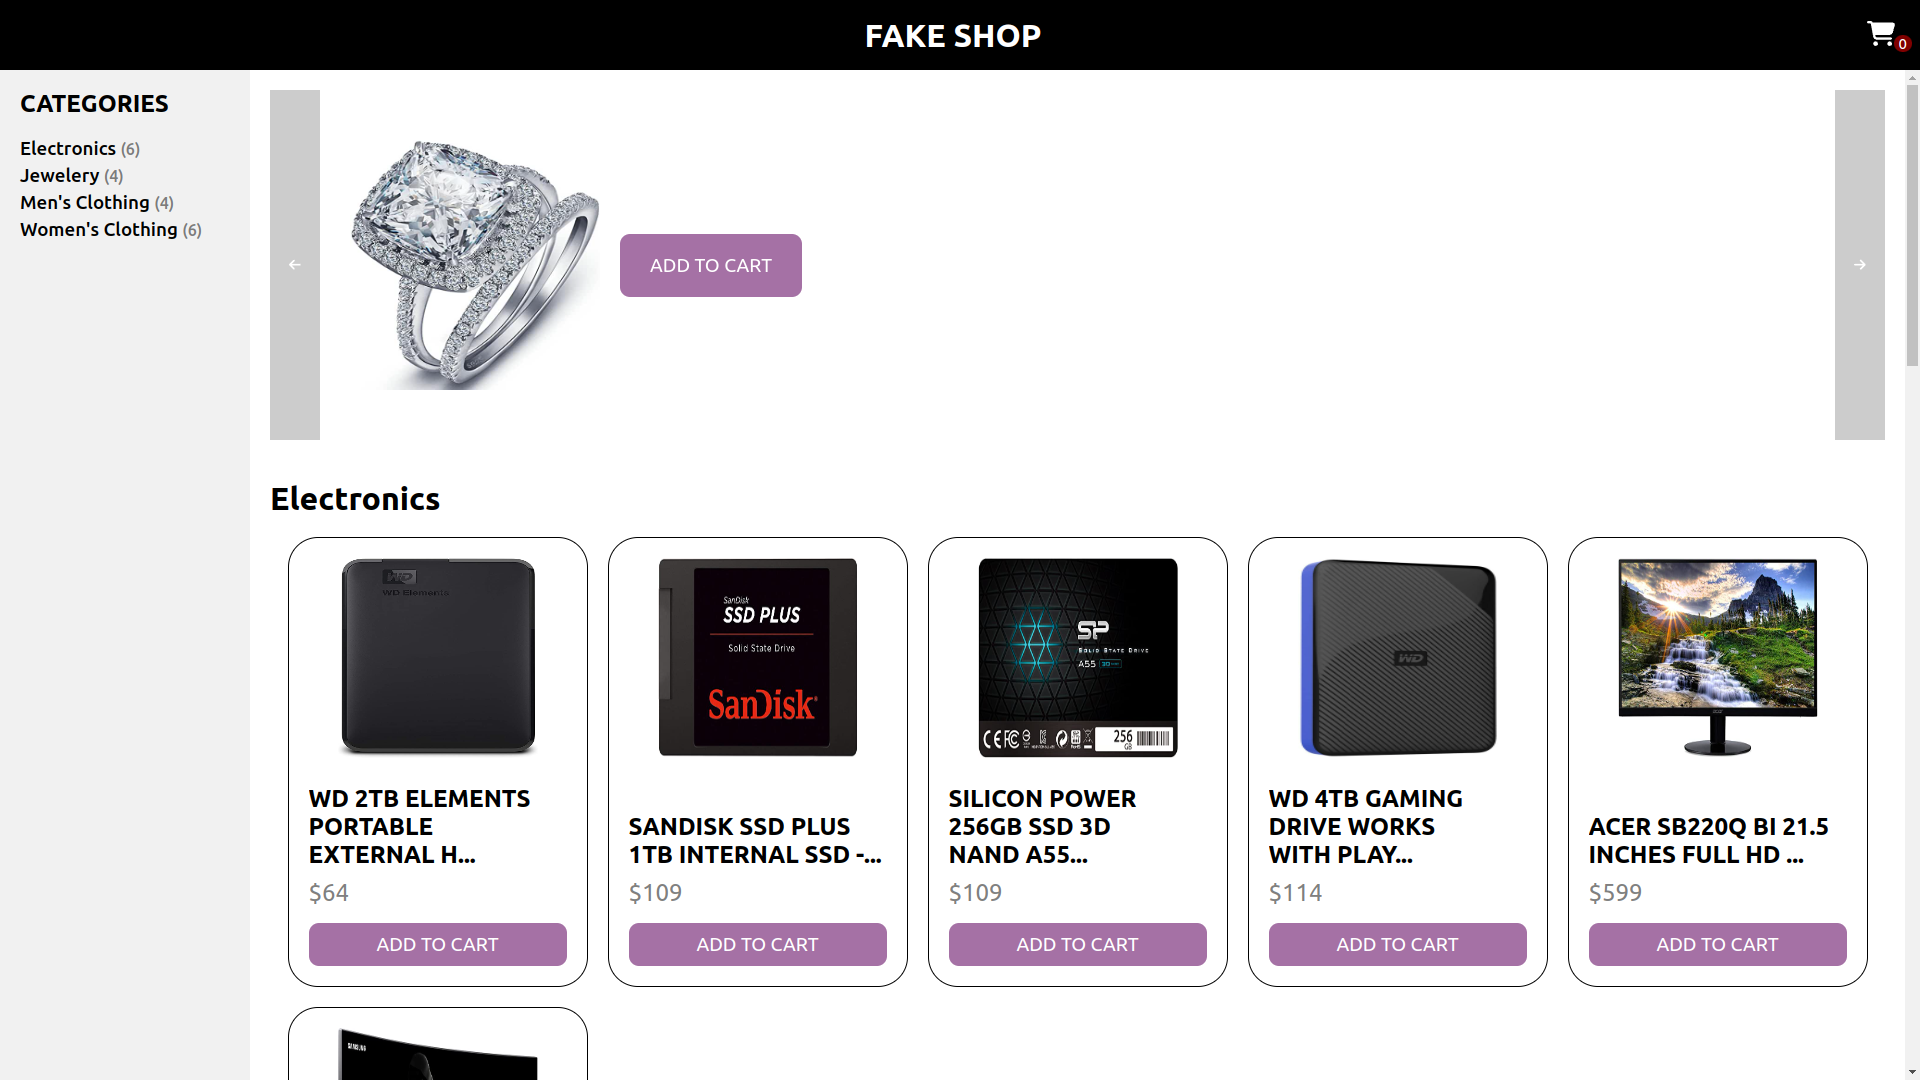 FAKE SHOP
0
CATEGORIES
Electronics (6)
Jewelery (4)
Men's Clothing (4)
Women's Clothing (6)
←
ADD TO CART
→
Electronics
WD
WD Elements
WD 2TB ELEMENTS
PORTABLE
EXTERNAL H...
$64
ADD TO CART
SanDisk
SSD PLUS
Solid State Drive
SanDisk
SANDISK SSD PLUS
1TB INTERNAL SSD -...
$109
ADD TO CART
SP
SOLID STATE DRIVE
A55
256
GB
SILICON POWER
256GB SSD 3D
NAND A55...
$109
ADD TO CART
WD
WD 4TB GAMING
DRIVE WORKS
WITH PLAY...
$114
ADD TO CART
acer
ACER SB220Q BI 21.5
INCHES FULL HD ...
$599
ADD TO CART
SAMSUNG